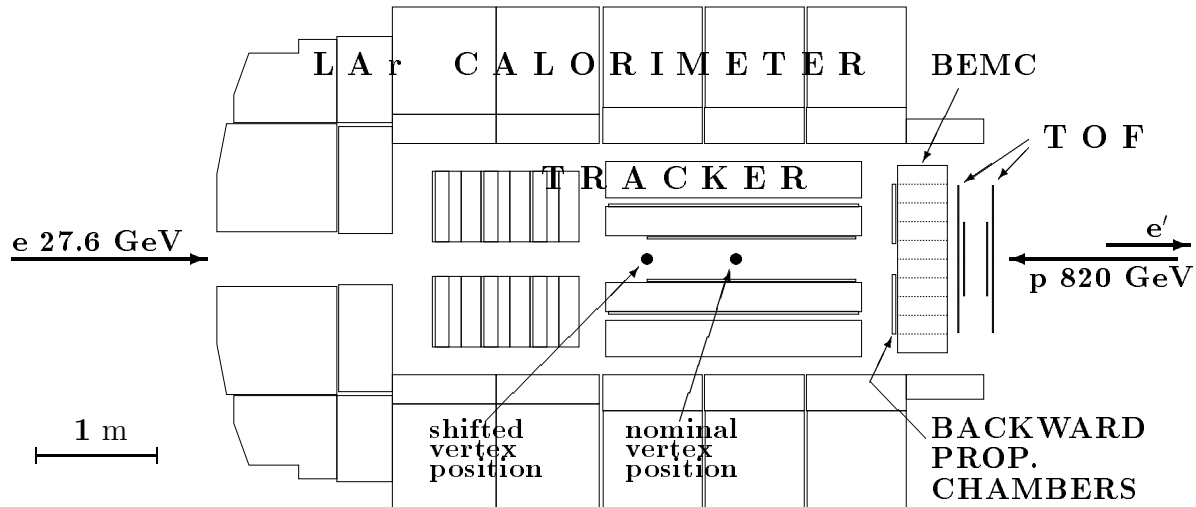 L A r C A L O R I M E T E R
BEMC
T O F
T R A C K E R
e 27.6 GeV
e′
p 820 GeV
1 m
shifted
vertex
position
nominal
vertex
position
BACKWARD
PROP.
CHAMBERS